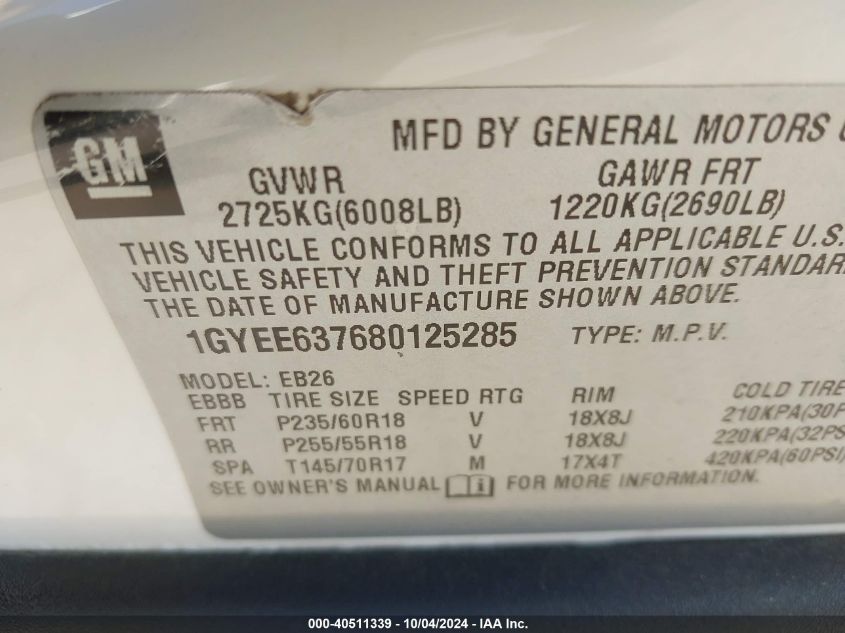 GM
MFD BY GENERAL MOTORS
GVWR GAWR FRT
2725KG(6008LB) 1220KG(2690LB)
THIS VEHICLE CONFORMS TO ALL APPLICABLE U.S.
VEHICLE SAFETY AND THEFT PREVENTION STANDAR
THE DATE OF MANUFACTURE SHOWN ABOVE.
1GYEE637680125285 TYPE: M.P.V.
MODEL: EB26
EBBB TIRE SIZE SPEED RTG RIM COLD TIRE
FRT P235/60R18 V 18X8J 210KPA(30P
RR P255/55R18 V 18X8J 220KPA(32PS
SPA T145/70R17 M 17X4T 420KPA(60PSI)
SEE OWNER'S MANUAL i FOR MORE INFORMATION.
000-40511339 - 10/04/2024 - IAA Inc.